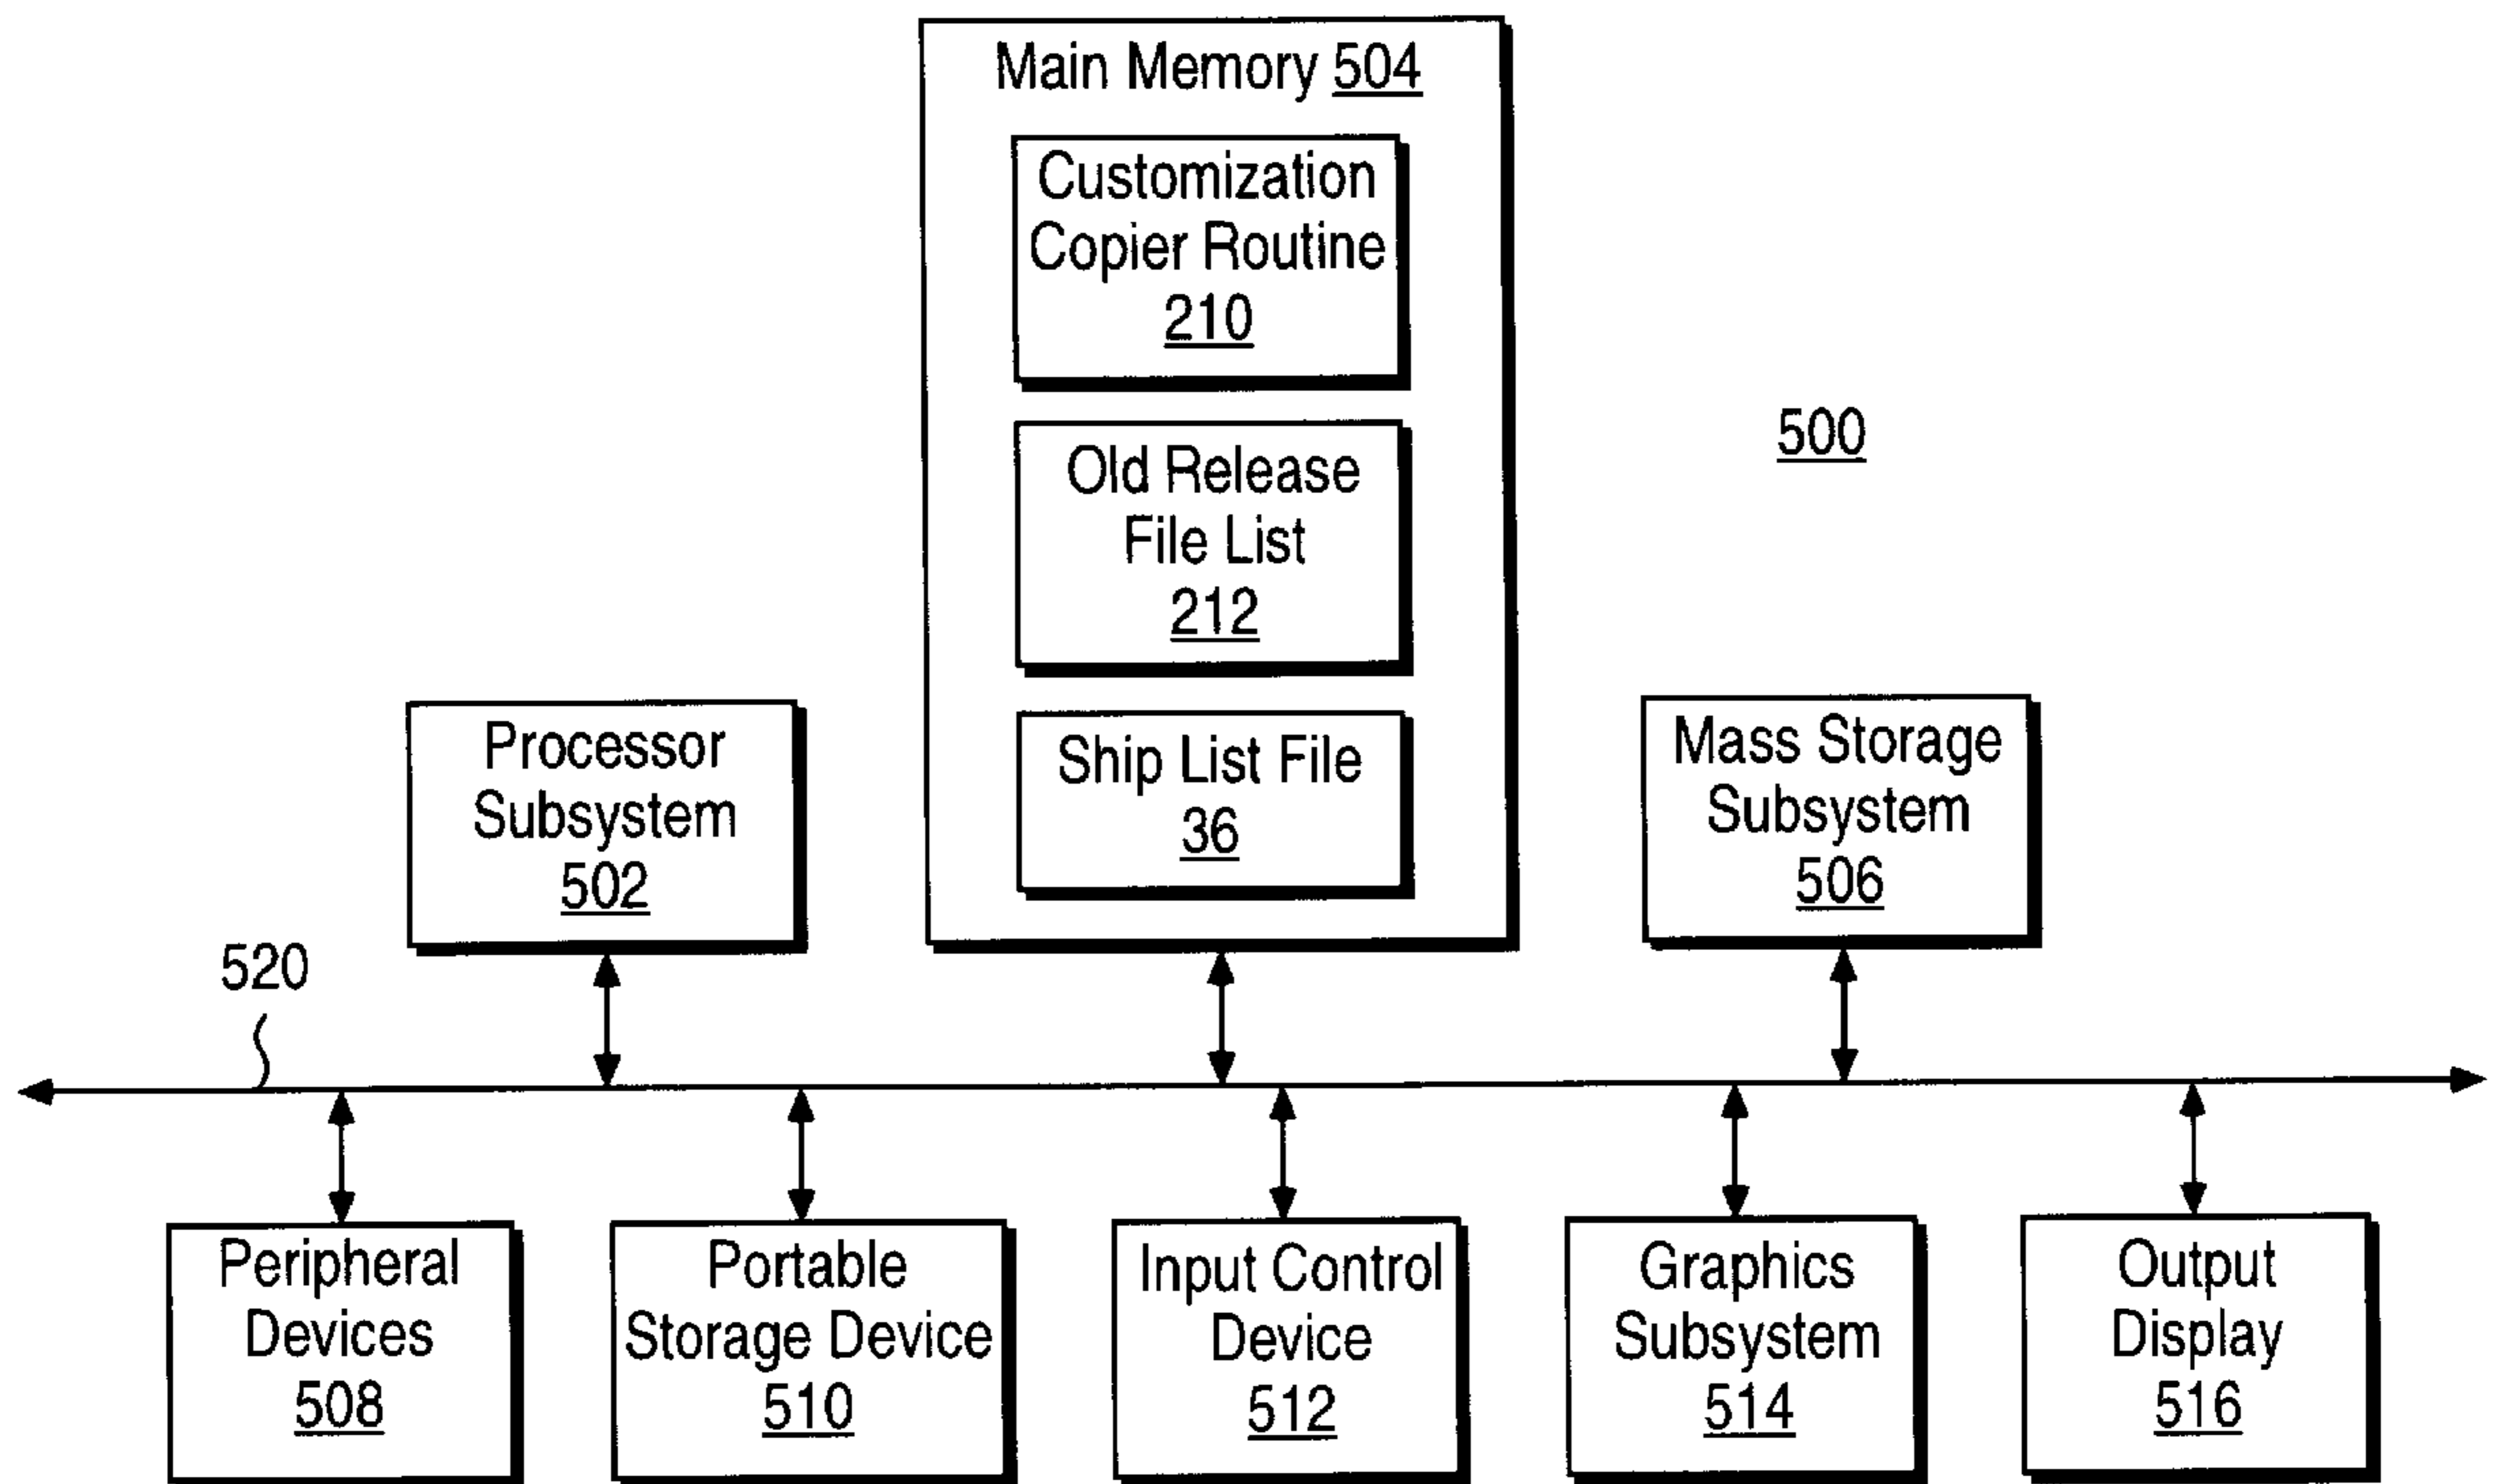 Main Memory 504
Customization
Copier Routine
210
Old Release
File List
212
Ship List File
36
500
Processor
Subsystem
502
Mass Storage
Subsystem
506
520
Peripheral
Devices
508
Portable
Storage Device
510
Input Control
Device
512
Graphics
Subsystem
514
Output
Display
516